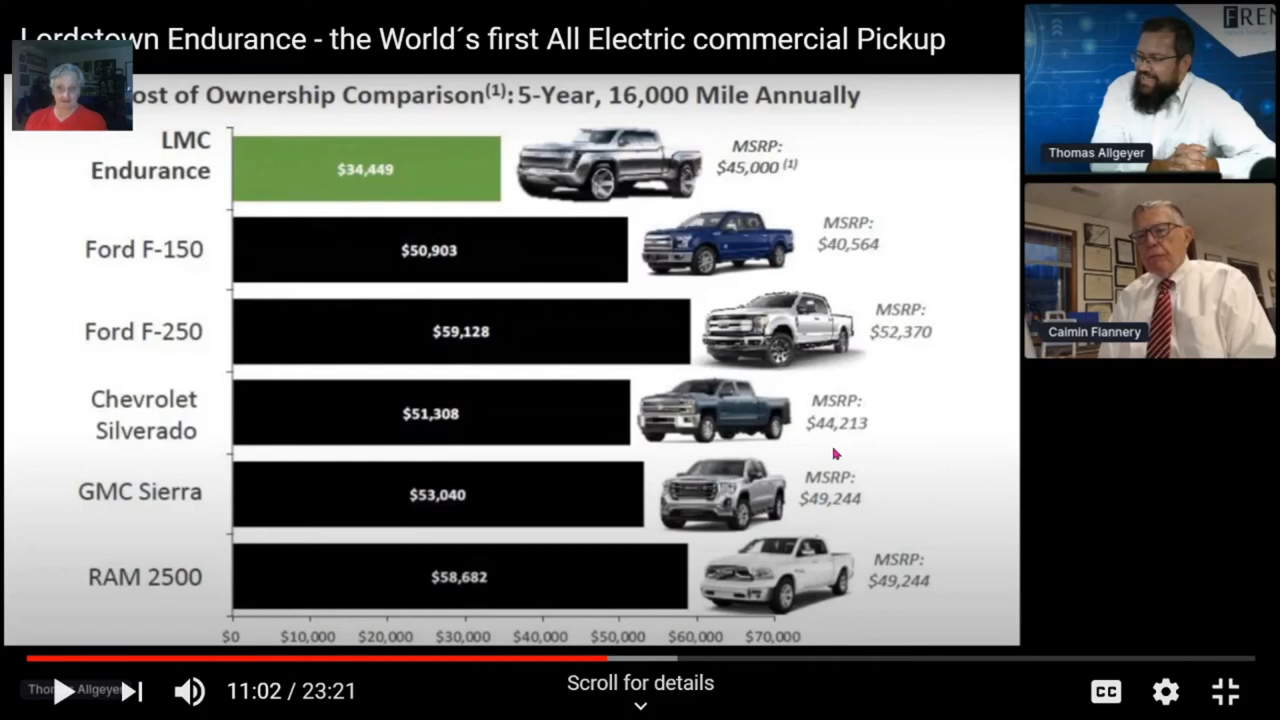 Lordstown Endurance - the World´s first All Electric commercial Pickup
FREN
ost of Ownership Comparison(1): 5-Year, 16,000 Mile Annually
LMC
Endurance
$34,449
MSRP:
$45,000 (1)
Thomas Allgeyer
Ford F-150
$50,903
MSRP:
$40,564
Ford F-250
$59,128
MSRP:
$52,370
Caimin Flannery
Chevrolet
Silverado
$51,308
MSRP:
$44,213
GMC Sierra
$53,040
MSRP:
$49,244
RAM 2500
$58,682
MSRP:
$49,244
$0 $10,000 $20,000 $30,000 $40,000 $50,000 $60,000 $70,000
Thomas Allgeyer
11:02 / 23:21
Scroll for details
CC